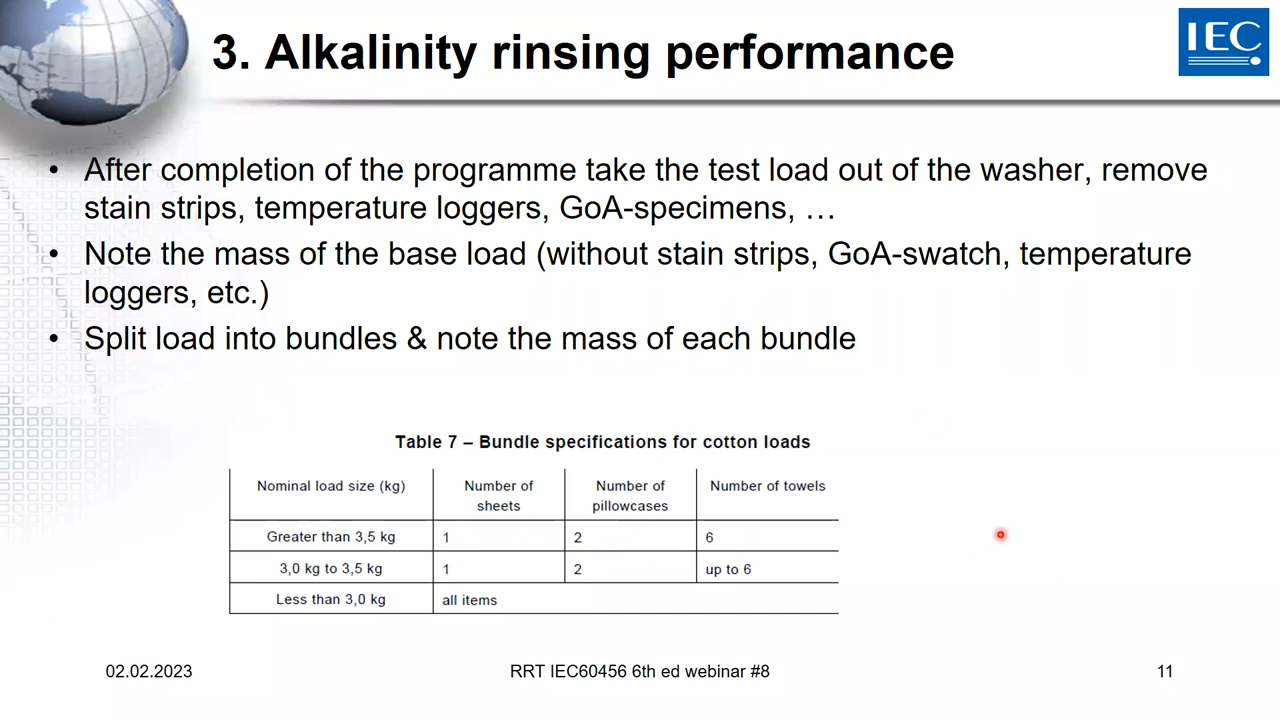 3. Alkalinity rinsing performance
IEC
• After completion of the programme take the test load out of the washer, remove
stain strips, temperature loggers, GoA-specimens, …
• Note the mass of the base load (without stain strips, GoA-swatch, temperature
loggers, etc.)
• Split load into bundles & note the mass of each bundle
Table 7 – Bundle specifications for cotton loads
Nominal load size (kg) Number of sheets Number of pillowcases Number of towels
Greater than 3,5 kg 1 2 6
3,0 kg to 3,5 kg 1 2 up to 6
Less than 3,0 kg all items
02.02.2023 RRT IEC60456 6th ed webinar #8 11